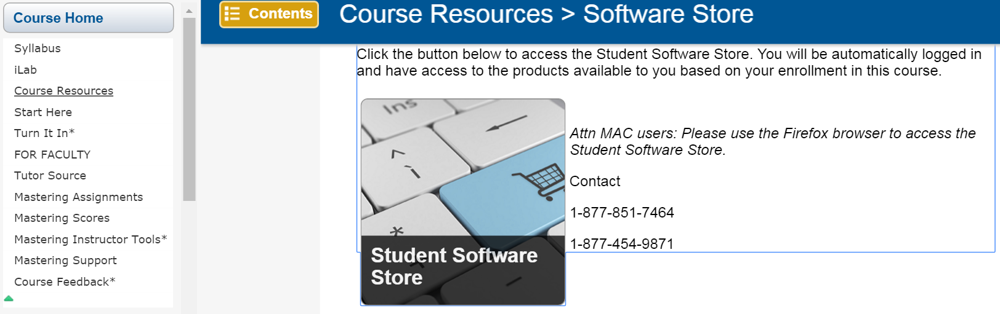 Course Home
Syllabus
iLab
Course Resources
Start Here
Turn It In*
FOR FACULTY
Tutor Source
Mastering Assignments
Mastering Scores
Mastering Instructor Tools*
Mastering Support
Course Feedback*
Contents
Course Resources > Software Store
Click the button below to access the Student Software Store. You will be automatically logged in
and have access to the products available to you based on your enrollment in this course.
Ins
^
*
Student Software
Store
Attn MAC users: Please use the Firefox browser to access the
Student Software Store.
Contact
1-877-851-7464
1-877-454-9871